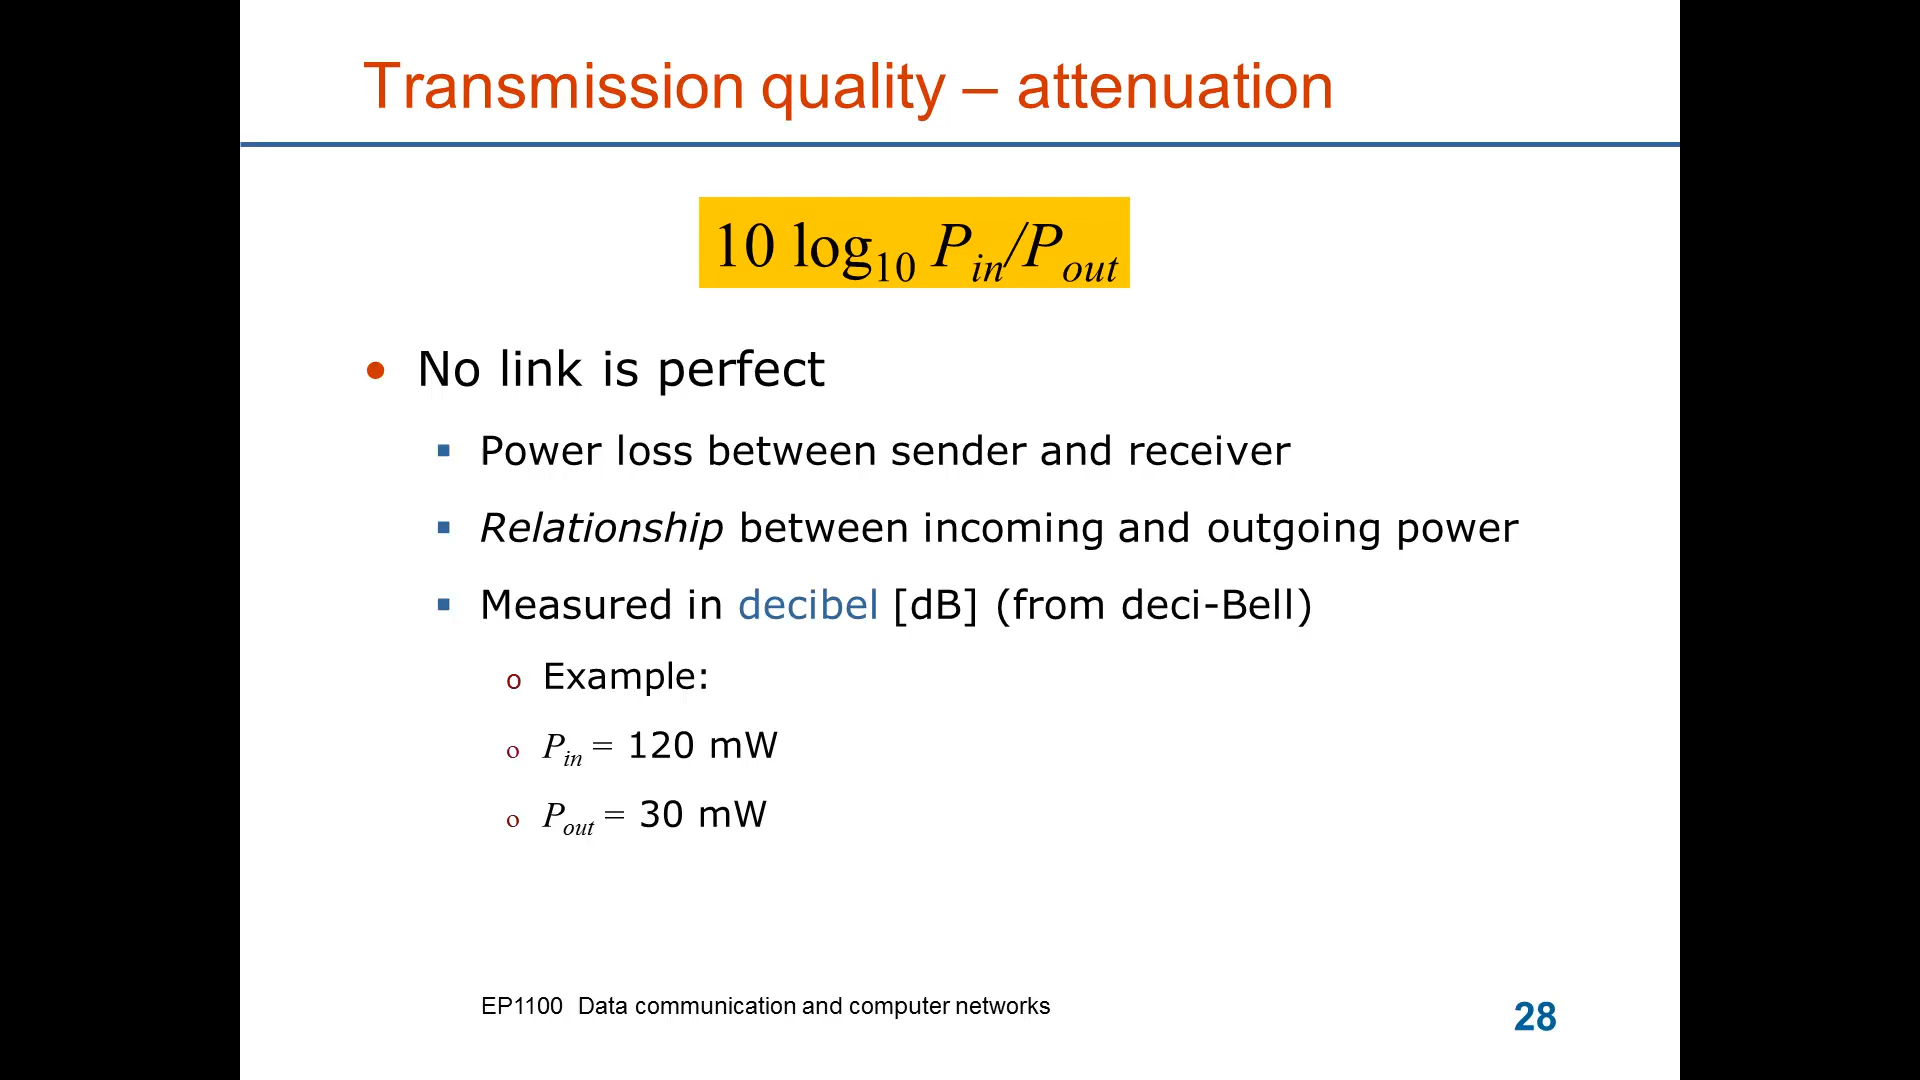 Transmission quality – attenuation
10 log10 Pin/Pout
• No link is perfect
▪ Power loss between sender and receiver
▪ Relationship between incoming and outgoing power
▪ Measured in decibel [dB] (from deci-Bell)
o Example:
o Pin = 120 mW
o Pout = 30 mW
EP1100 Data communication and computer networks
28